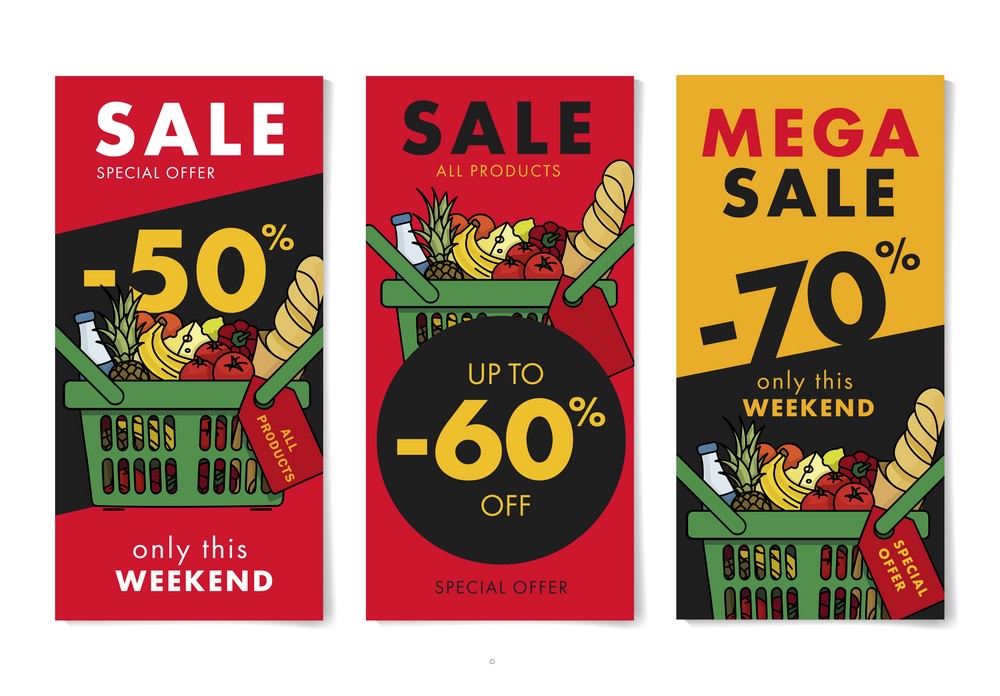 SALE
SPECIAL OFFER
-50%
ALL
PRODUCTS
only this
WEEKEND
SALE
ALL PRODUCTS
UP TO
-60%
OFF
SPECIAL OFFER
MEGA
SALE
-70%
only this
WEEKEND
SPECIAL
OFFER